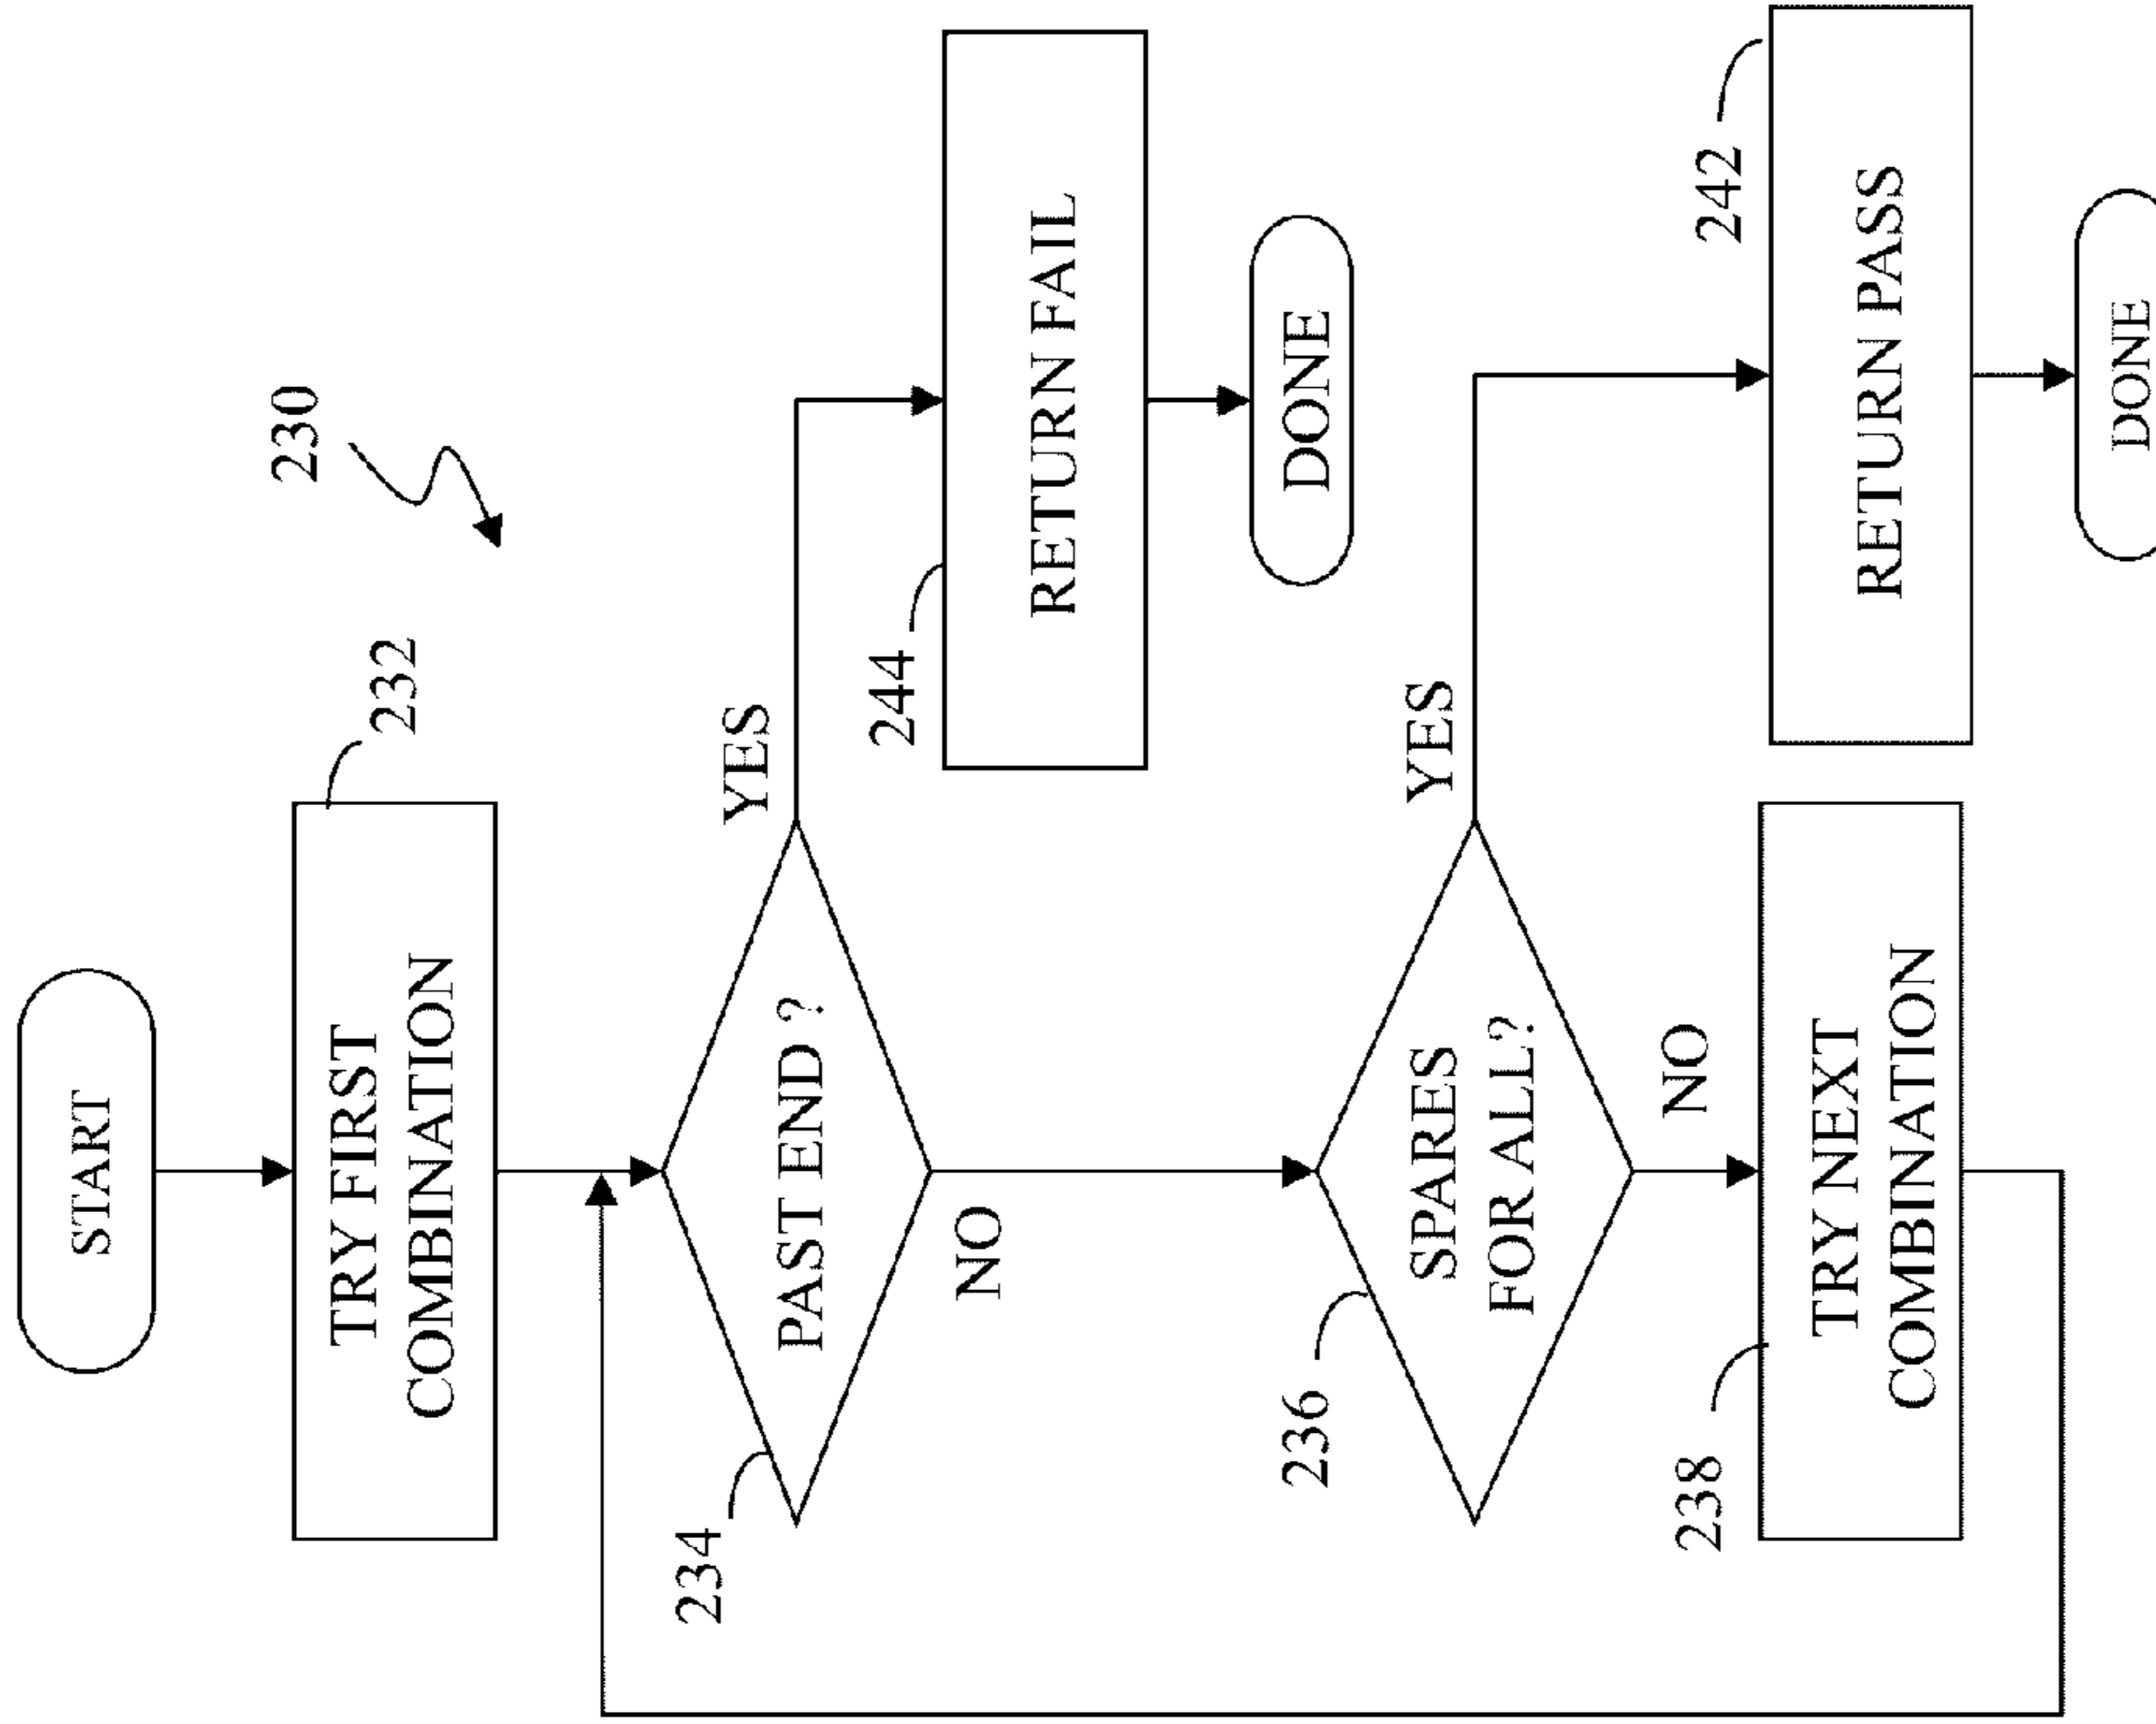 START
230
232
TRY FIRST
COMBINATION
234
PAST END ?
YES
NO
244
RETURN FAIL
DONE
236
SPARES
FOR ALL?
YES
NO
238
TRY NEXT
COMBINATION
242
RETURN PASS
DONE